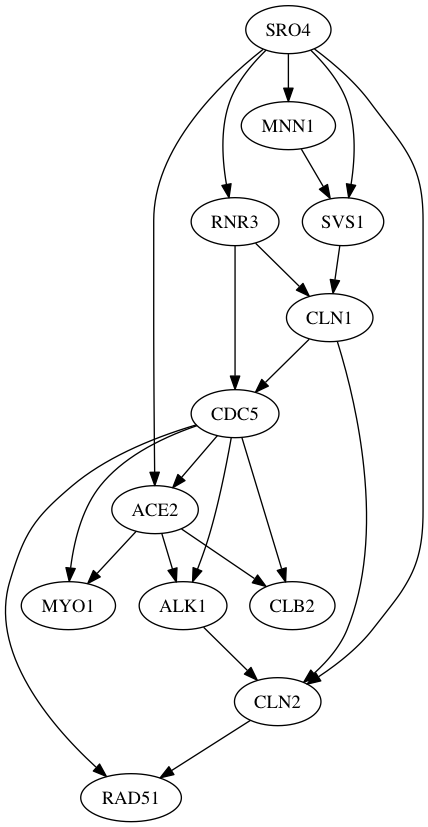 SRO4
MNN1
RNR3
SVS1
CLN1
CDC5
ACE2
MYO1
ALK1
CLB2
CLN2
RAD51